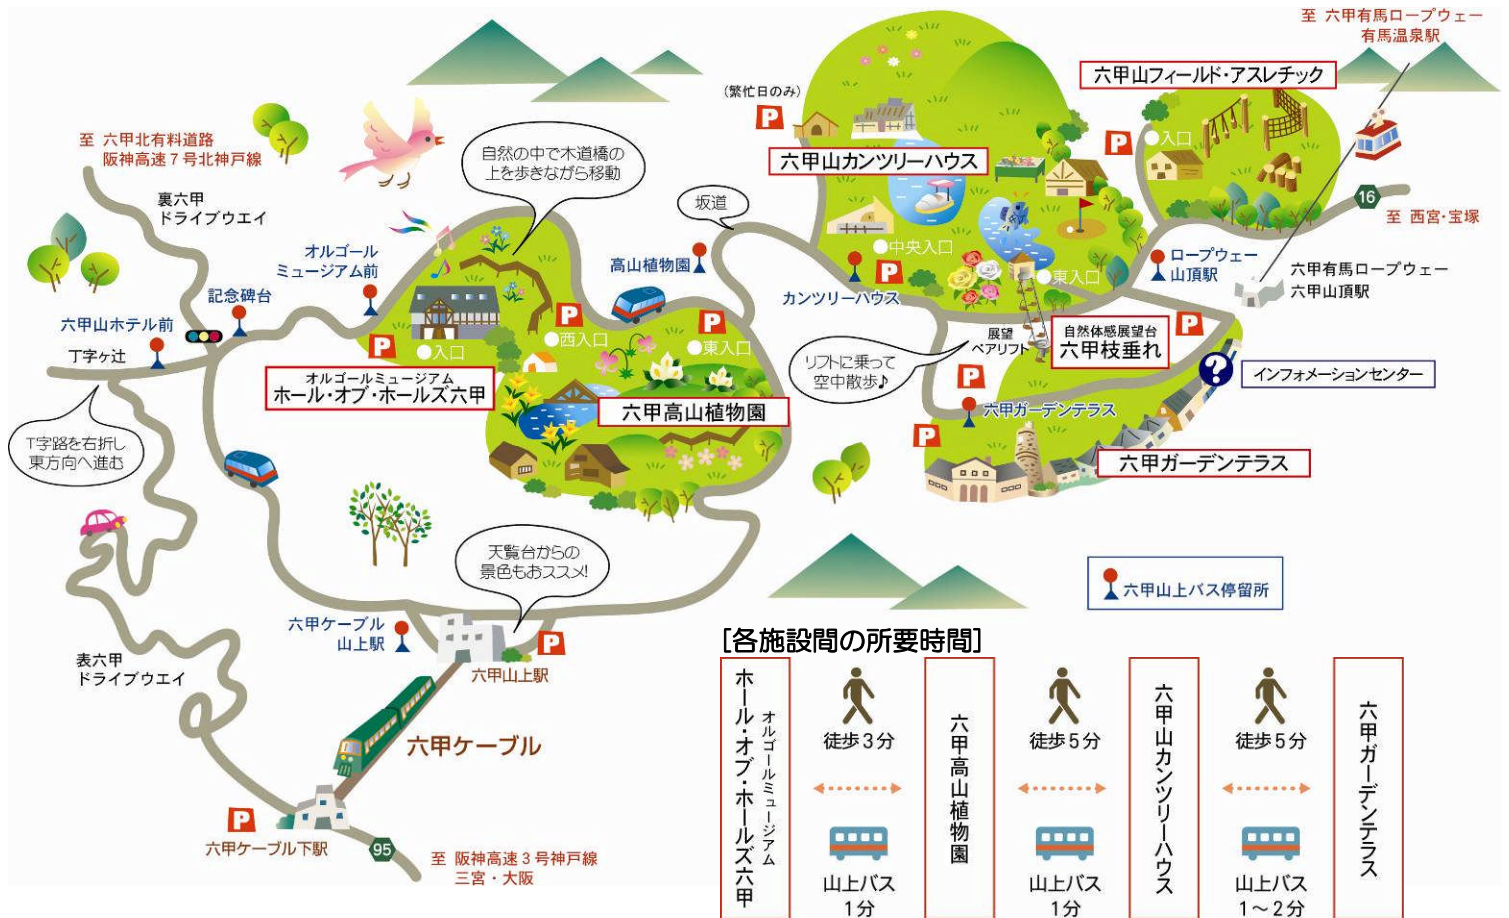 至 六甲有馬ロープウェー
有馬温泉駅
六甲山フィールド・アスレチック
(繁忙日のみ)
P
P
入口
至 六甲北有料道路
阪神高速7号北神戸線
自然の中で木道橋の
上を歩きながら移動
六甲山カンツリーハウス
裏六甲
ドライブウエイ
坂道
16
至 西宮・宝塚
オルゴール
ミュージアム前
高山植物園
中央入口
P
カンツリーハウス
東入口
ロープウェー
山頂駅
六甲有馬ロープウェー
六甲山頂駅
記念碑台
六甲山ホテル前
丁字ヶ辻
P
入口
P
西入口
P
東入口
展望
ペアリフト
自然体感展望台
六甲枝垂れ
P
リフトに乗って
空中散歩♪
P
?
インフォメーションセンター
オルゴールミュージアム
ホール・オブ・ホールズ六甲
六甲高山植物園
六甲ガーデンテラス
P
六甲ガーデンテラス
T字路を右折し
東方向へ進む
天覧台からの
景色もおススメ!
六甲山上バス停留所
六甲ケーブル
山上駅
P
六甲山上駅
表六甲
ドライブウエイ
六甲ケーブル
P
六甲ケーブル下駅
95
至 阪神高速3号神戸線
三宮・大阪
[各施設間の所要時間]
オルゴールミュージアム
ホール・オブ・ホールズ六甲
徒歩3分
山上バス
1分
六甲高山植物園
徒歩5分
山上バス
1分
六甲山カンツリーハウス
徒歩5分
山上バス
1～2分
六甲ガーデンテラス